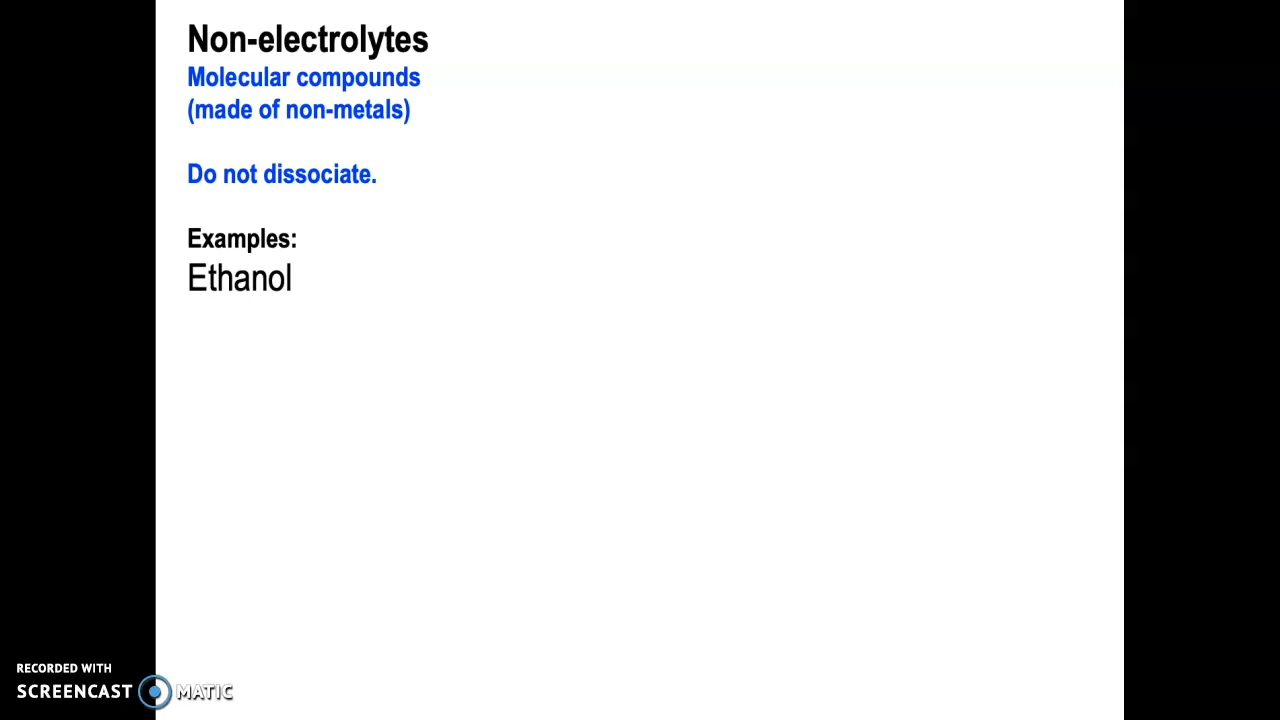 Non-electrolytes
Molecular compounds
(made of non-metals)
Do not dissociate.
Examples:
Ethanol
RECORDED WITH
SCREENCAST MATIC